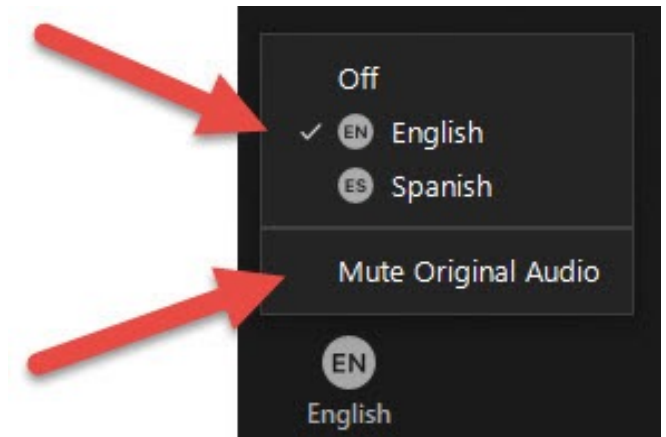 Off
EN English
ES Spanish
Mute Original Audio
EN
English